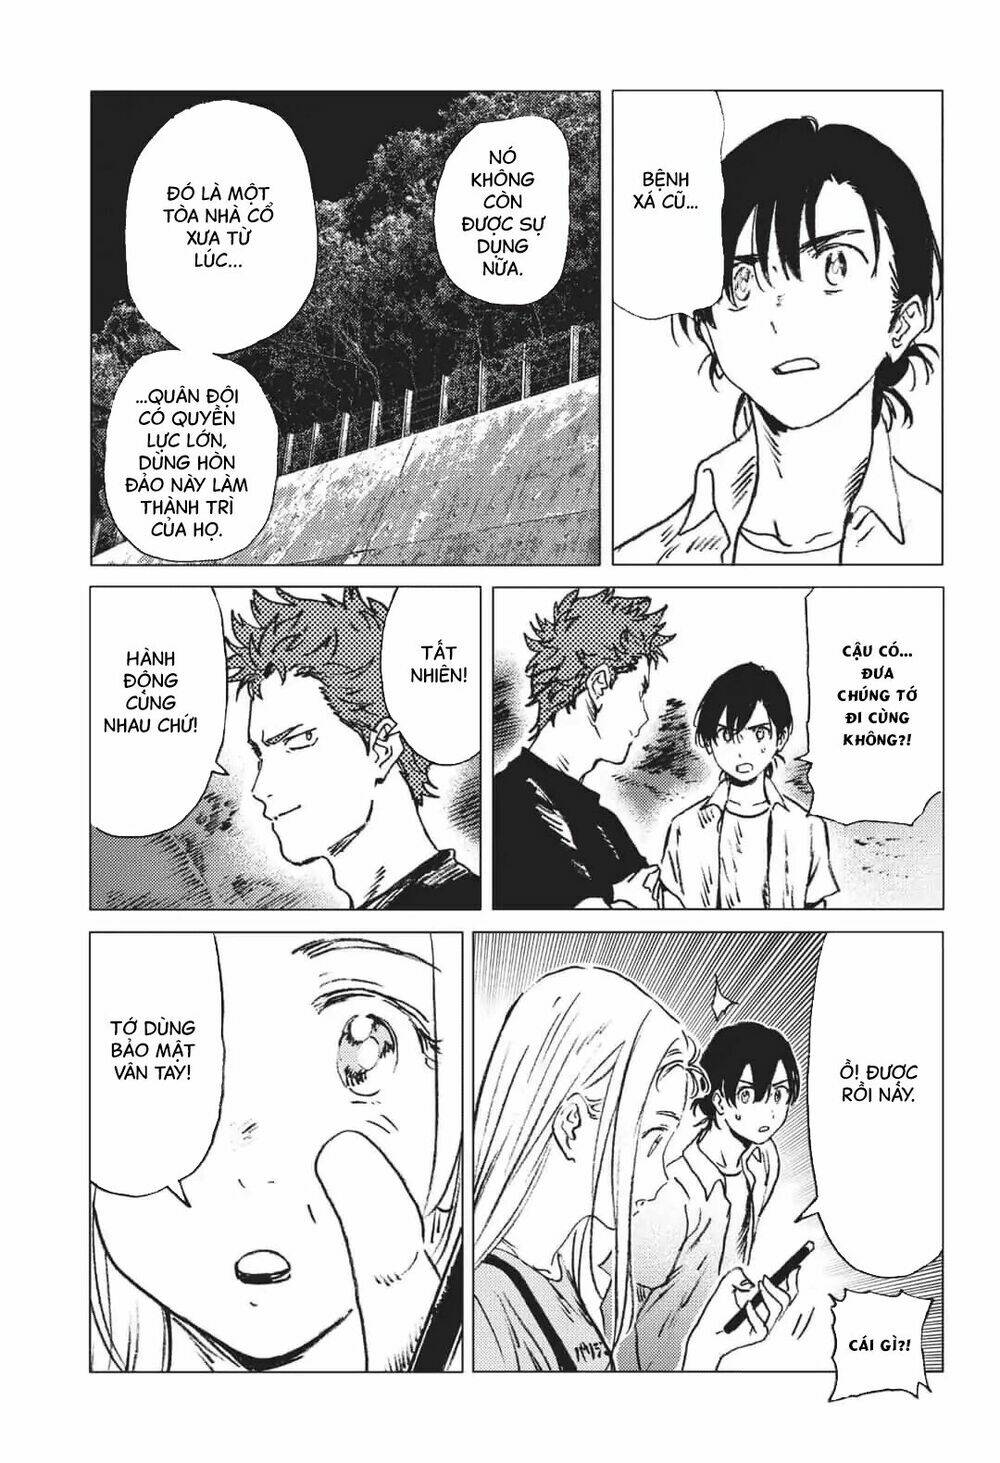 BỆNH
XÁ CŨ...
NÓ
KHÔNG
CÒN
ĐƯỢC SỰ
DỤNG
NỮA.
ĐÓ LÀ MỘT
TÒA NHÀ CỔ
XƯA TỪ
LÚC...
...QUÂN ĐỘI
CÓ QUYỀN
LỰC LỚN,
DÙNG HÒN
ĐẢO NÀY LÀM
THÀNH TRÌ
CỦA HỌ.
CẬU CÓ...
ĐƯA
CHÚNG TỚ
ĐI CÙNG
KHÔNG?!
TẤT
NHIÊN!
HÀNH
ĐỘNG
CÙNG
NHAU CHỨ!
Ồ! ĐƯỢC
RỒI NÀY.
CÁI GÌ?!
TỚ DÙNG
BẢO MẬT
VÂN TAY!